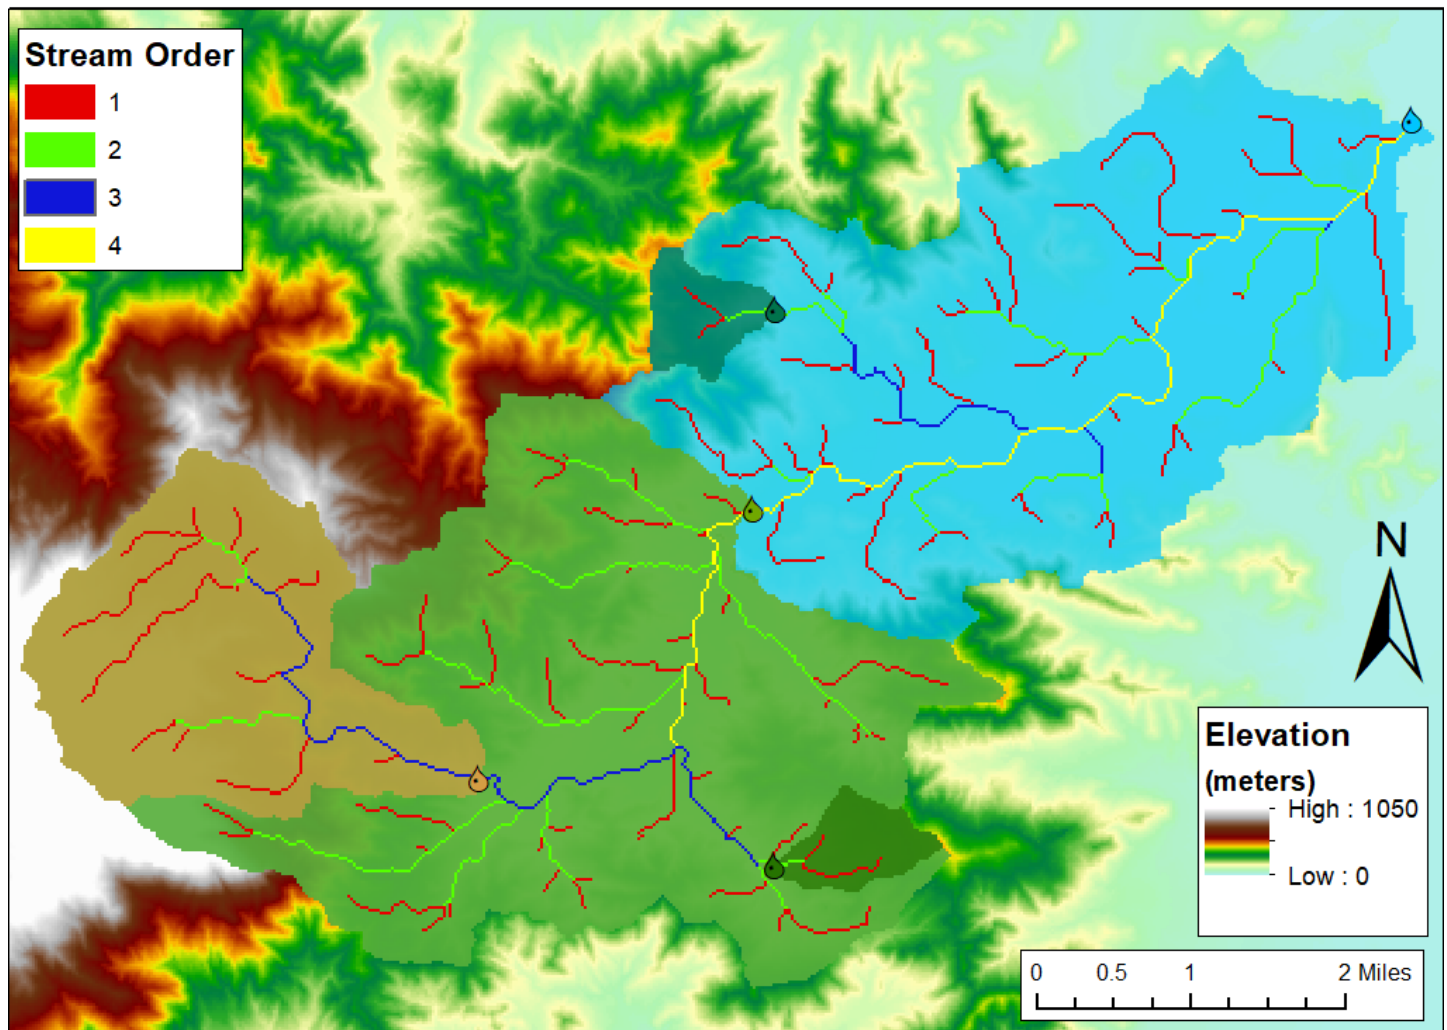 Stream Order
1
2
3
4
N
Elevation
(meters)
High : 1050
Low : 0
0 0.5 1 2 Miles